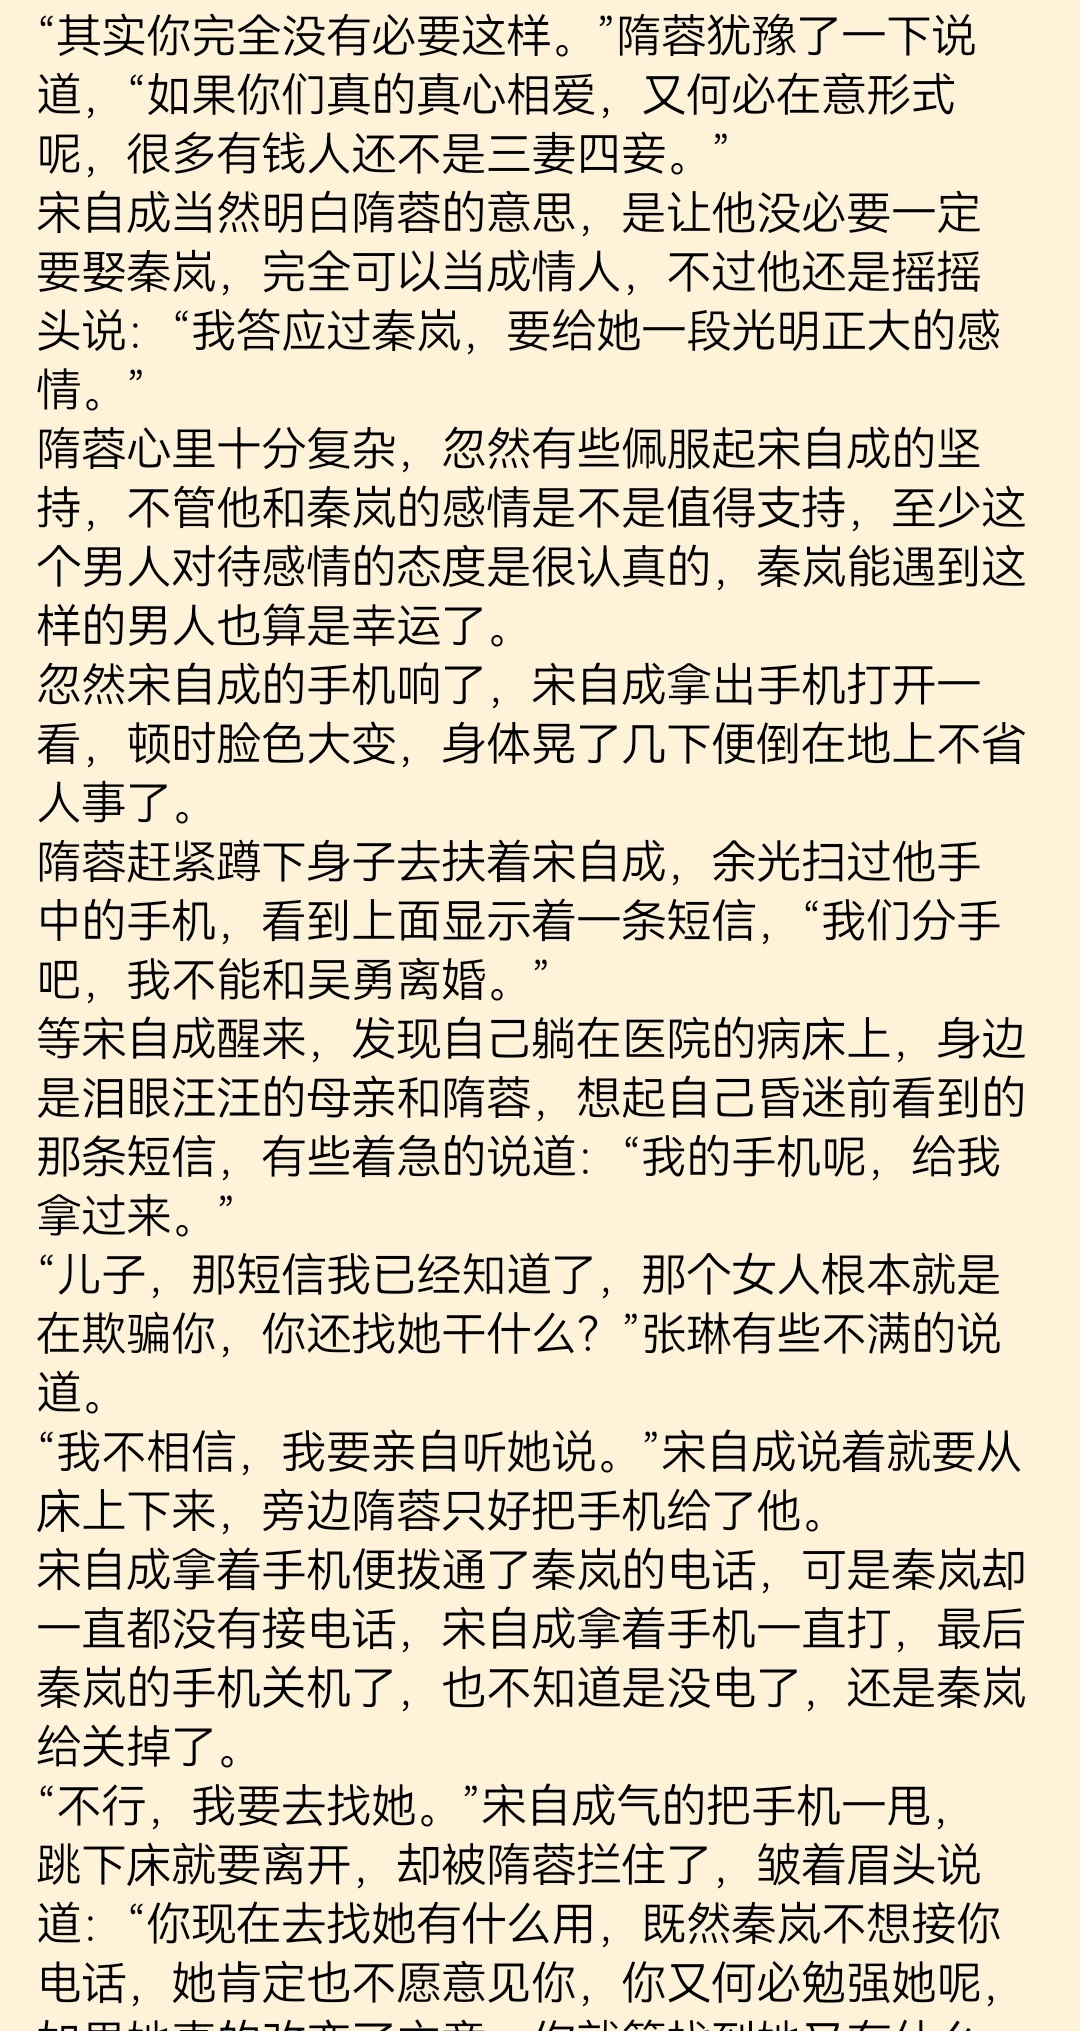 “其实你完全没有必要这样。”隋蓉犹豫了一下说
道，“如果你们真的真心相爱，又何必在意形式
呢，很多有钱人还不是三妻四妾。”
宋自成当然明白隋蓉的意思，是让他没必要一定
要娶秦岚，完全可以当成情人，不过他还是摇摇
头说：“我答应过秦岚，要给她一段光明正大的感
情。”
隋蓉心里十分复杂，忽然有些佩服起宋自成的坚
持，不管他和秦岚的感情是不是值得支持，至少这
个男人对待感情的态度是很认真的，秦岚能遇到这
样的男人也算是幸运了。
忽然宋自成的手机响了，宋自成拿出手机打开一
看，顿时脸色大变，身体晃了几下便倒在地上不省
人事了。
隋蓉赶紧蹲下身子去扶着宋自成，余光扫过他手
中的手机，看到上面显示着一条短信，“我们分手
吧，我不能和吴勇离婚。”
等宋自成醒来，发现自己躺在医院的病床上，身边
是泪眼汪汪的母亲和隋蓉，想起自己昏迷前看到的
那条短信，有些着急的说道：“我的手机呢，给我
拿过来。”
“儿子，那短信我已经知道了，那个女人根本就是
在欺骗你，你还找她干什么？”张琳有些不满的说
道。
“我不相信，我要亲自听她说。”宋自成说着就要从
床上下来，旁边隋蓉只好把手机给了他。
宋自成拿着手机便拨通了秦岚的电话，可是秦岚却
一直都没有接电话，宋自成拿着手机一直打，最后
秦岚的手机关机了，也不知道是没电了，还是秦岚
给关掉了。
“不行，我要去找她。”宋自成气的把手机一甩，
跳下床就要离开，却被隋蓉拦住了，皱着眉头说
道：“你现在去找她有什么用，既然秦岚不想接你
电话，她肯定也不愿意见你，你又何必勉强她呢，